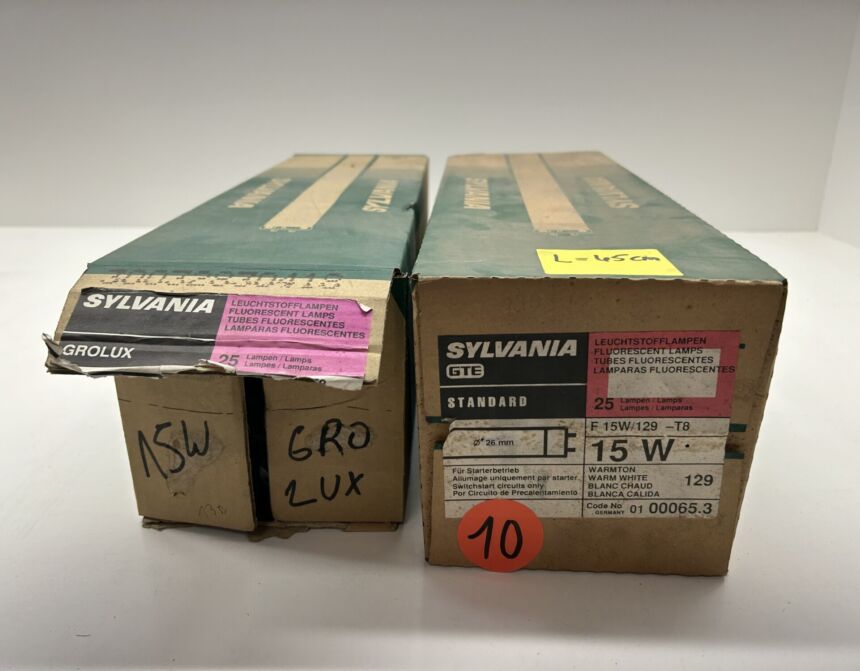 SYLVANIA
SYLVANIA
L = 45cm
SYLVANIA
GROLUX
LEUCHTSTOFFLAMPEN
FLUORESCENT LAMPS
TUBES FLUORESCENTES
LAMPARAS FLUORESCENTES
25 Lampen / Lamps
Lampes / Lamparas
15W
GRO
LUX
SYLVANIA
GTE
STANDARD
LEUCHTSTOFFLAMPEN
FLUORESCENT LAMPS
TUBES FLUORESCENTES
LAMPARAS FLUORESCENTES
25 Lampen / Lamps
Lampes / Lamparas
F 15W/129 -T8
Ø 26 mm
15 W
Für Starterbetrieb
Allumage uniquement par starter
Switchstart circuits only
Por Circuito de Precalentamiento
WARMTON
WARM WHITE
BLANC CHAUD
BLANCA CALIDA
129
Code No
GERMANY
01 00065.3
10